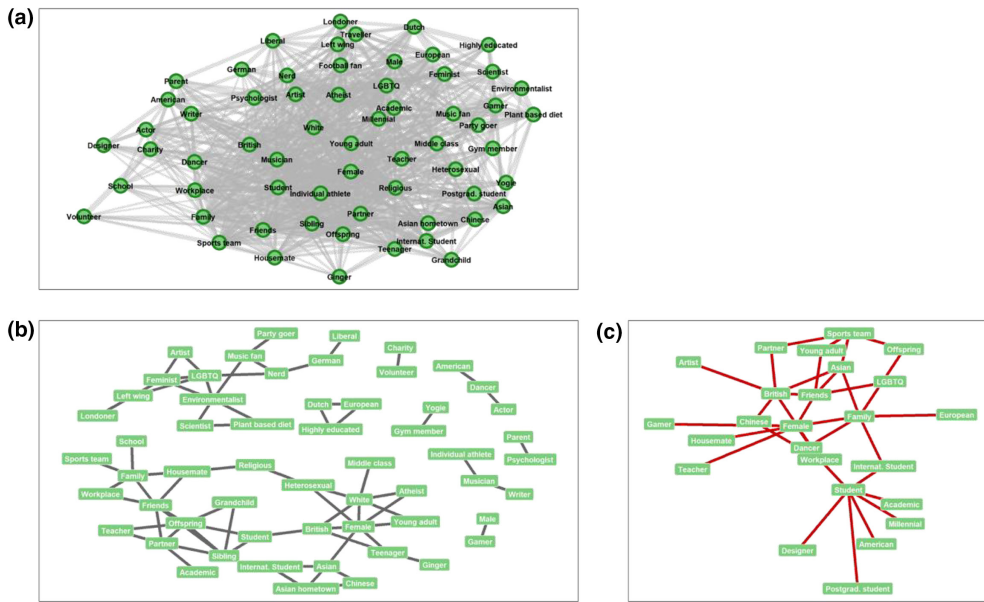 (a)
Londoner
Traveller
Dutch
Liberal
Left wing
Highly educated
European
Football fan
Male
German
Nerd
Feminist
Scientist
Parent
LGBTQ
Environmentalist
American
Psychologist
Artist
Atheist
Academic
Gamer
Writer
Millennial
Music fan
Plant based diet
Party goer
Actor
White
Designer
Charity
British
Young adult
Middle class
Gym member
Dancer
Musician
Teacher
Female
Heterosexual
School
Workplace
Student
Individual athlete
Religious
Postgrad. student
Yogie
Asian
Volunteer
Family
Friends
Sibling
Partner
Asian hometown
Chinese
Sports team
Offspring
Internat. Student
Teenager
Housemate
Grandchild
Ginger
(b)
Party goer
Liberal
Artist
Music fan
German
Charity
Feminist
LGBTQ
Nerd
Volunteer
American
Left wing
Environmentalist
Dancer
Londoner
Dutch
European
Yogie
Actor
Scientist
Plant based diet
Highly educated
Gym member
School
Parent
Sports team
Individual athlete
Psychologist
Family
Housemate
Religious
Middle class
Workplace
Heterosexual
Musician
Friends
Grandchild
White
Atheist
Writer
Offspring
Teacher
Student
British
Female
Young adult
Male
Partner
Sibling
Teenager
Gamer
Academic
Internat. Student
Asian
Ginger
Asian hometown
Chinese
(c)
Sports team
Partner
Young adult
Offspring
Artist
Asian
LGBTQ
British
Friends
Gamer
Chinese
Female
Family
European
Housemate
Dancer
Teacher
Workplace
Internat. Student
Student
Academic
Millennial
Designer
American
Postgrad. student